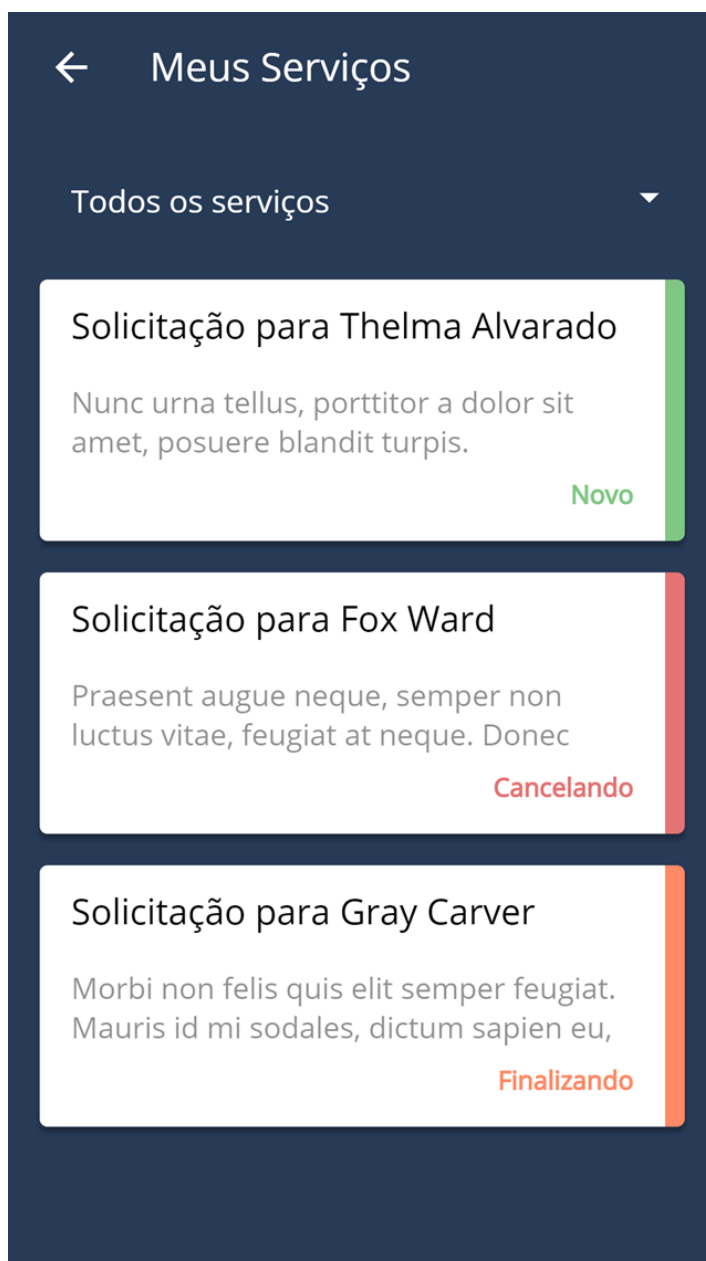 Meus Serviços
Todos os serviços
Solicitação para Thelma Alvarado
Nunc urna tellus, porttitor a dolor sit
amet, posuere blandit turpis.
Novo
Solicitação para Fox Ward
Praesent augue neque, semper non
luctus vitae, feugiat at neque. Donec
Cancelando
Solicitação para Gray Carver
Morbi non felis quis elit semper feugiat.
Mauris id mi sodales, dictum sapien eu,
Finalizando